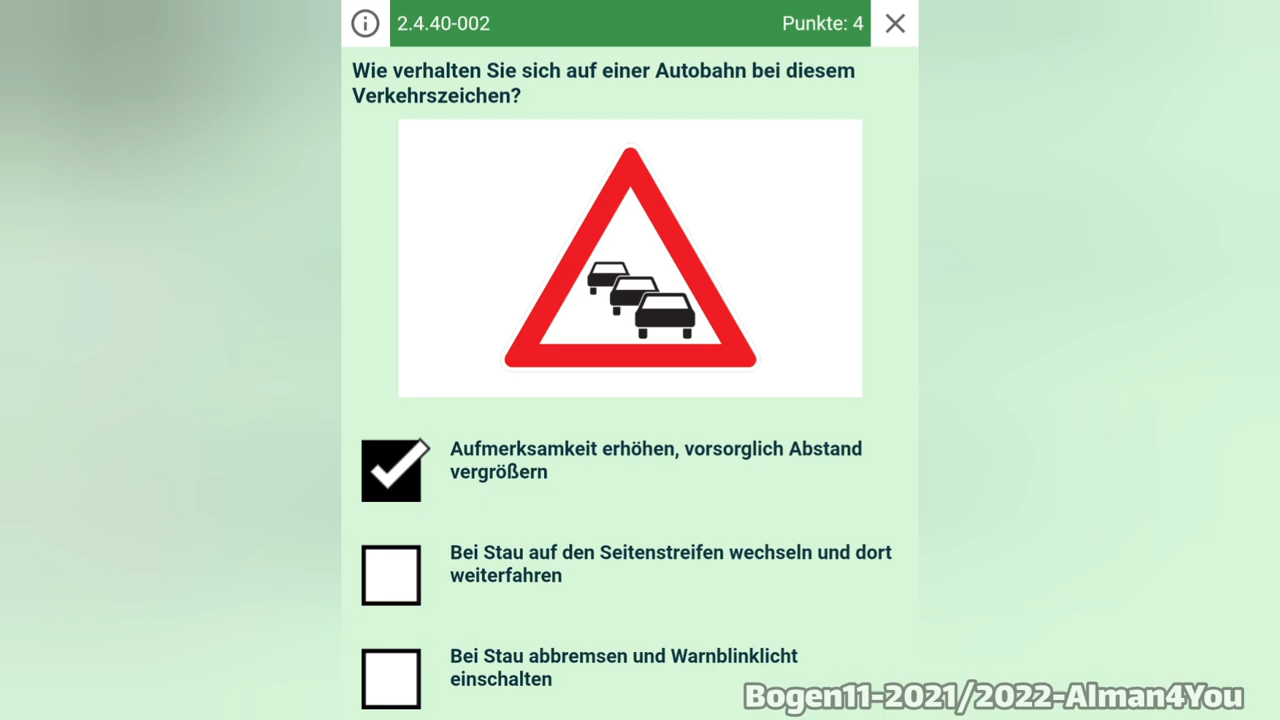 2.4.40-002 Punkte: 4
Wie verhalten Sie sich auf einer Autobahn bei diesem
Verkehrszeichen?
Aufmerksamkeit erhöhen, vorsorglich Abstand
vergrößern
Bei Stau auf den Seitenstreifen wechseln und dort
weiterfahren
Bei Stau abbremsen und Warnblinklicht
einschalten
Bogen11-2021/2022-Alman4You